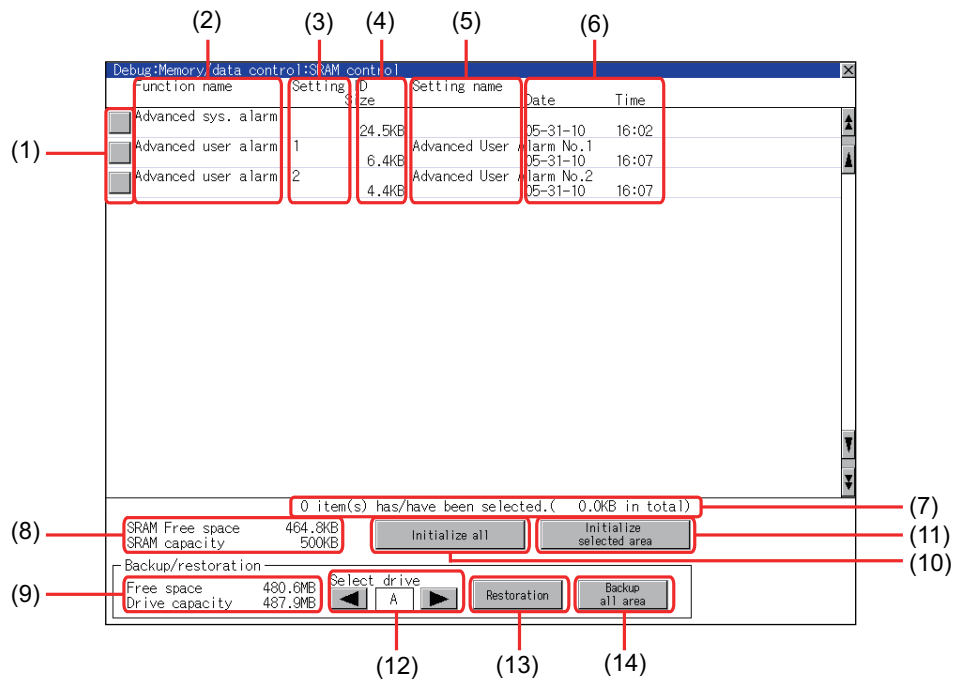 (2) (3) (4) (5) (6)
Debug:Memory/data control:SRAM control
Function name Setting ID Setting name
Size Date Time
Advanced sys. alarm
24.5KB 05-31-10 16:02
(1)
Advanced user alarm 1 Advanced User Alarm No.1
6.4KB 05-31-10 16:07
Advanced user alarm 2 Advanced User Alarm No.2
4.4KB 05-31-10 16:07
0 item(s) has/have been selected.( 0.0KB in total) (7)
(8) SRAM Free space 464.8KB
SRAM capacity 500KB
Initialize all
Initialize
selected area
(11)
(10)
Backup/restoration
(9) Free space 480.6MB
Drive capacity 487.9MB
Select drive
A
Restoration
Backup
all area
(12) (13) (14)